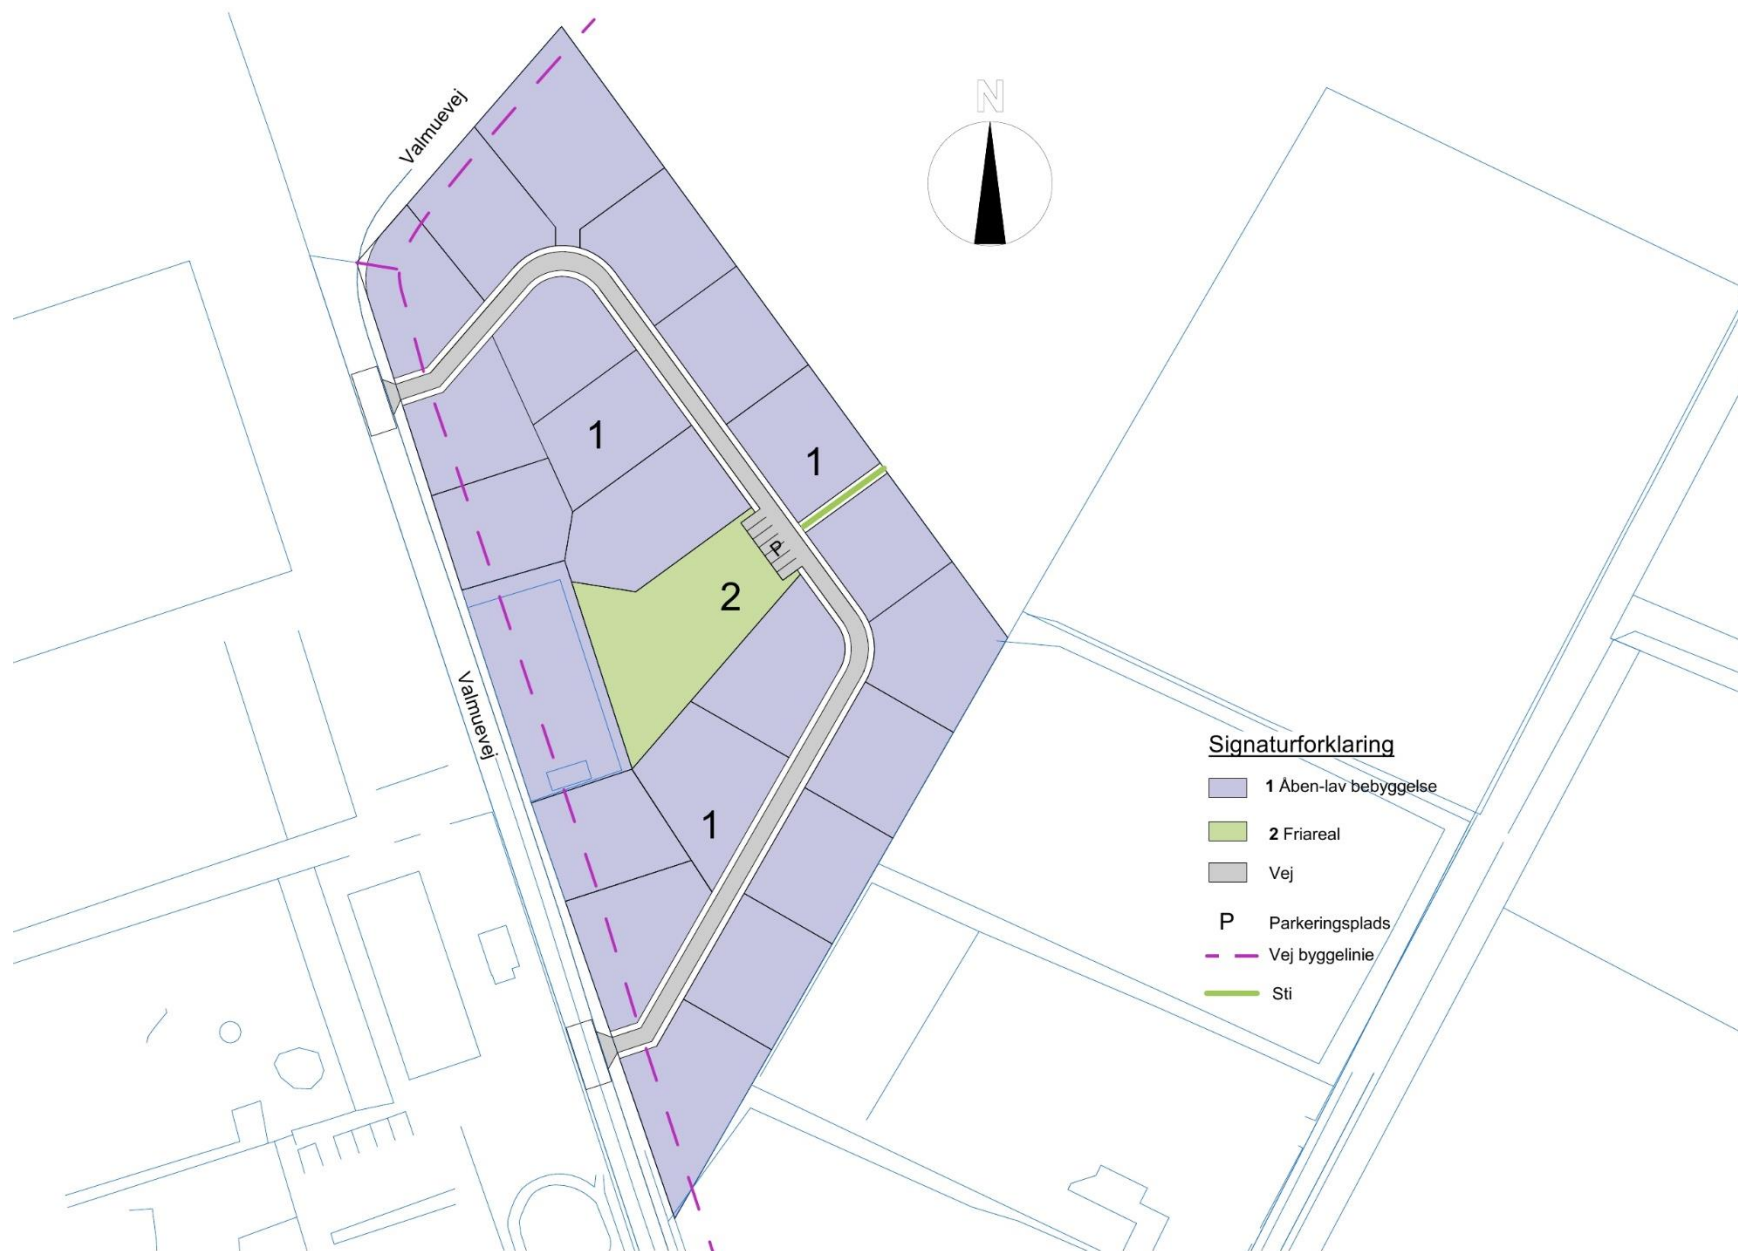 N
Valmuevej
1
1
P
2
Valmuevej
1
Signaturforklaring
1 Åben-lav bebyggelse
2 Friareal
Vej
P Parkeringsplads
Vej byggelinie
Sti